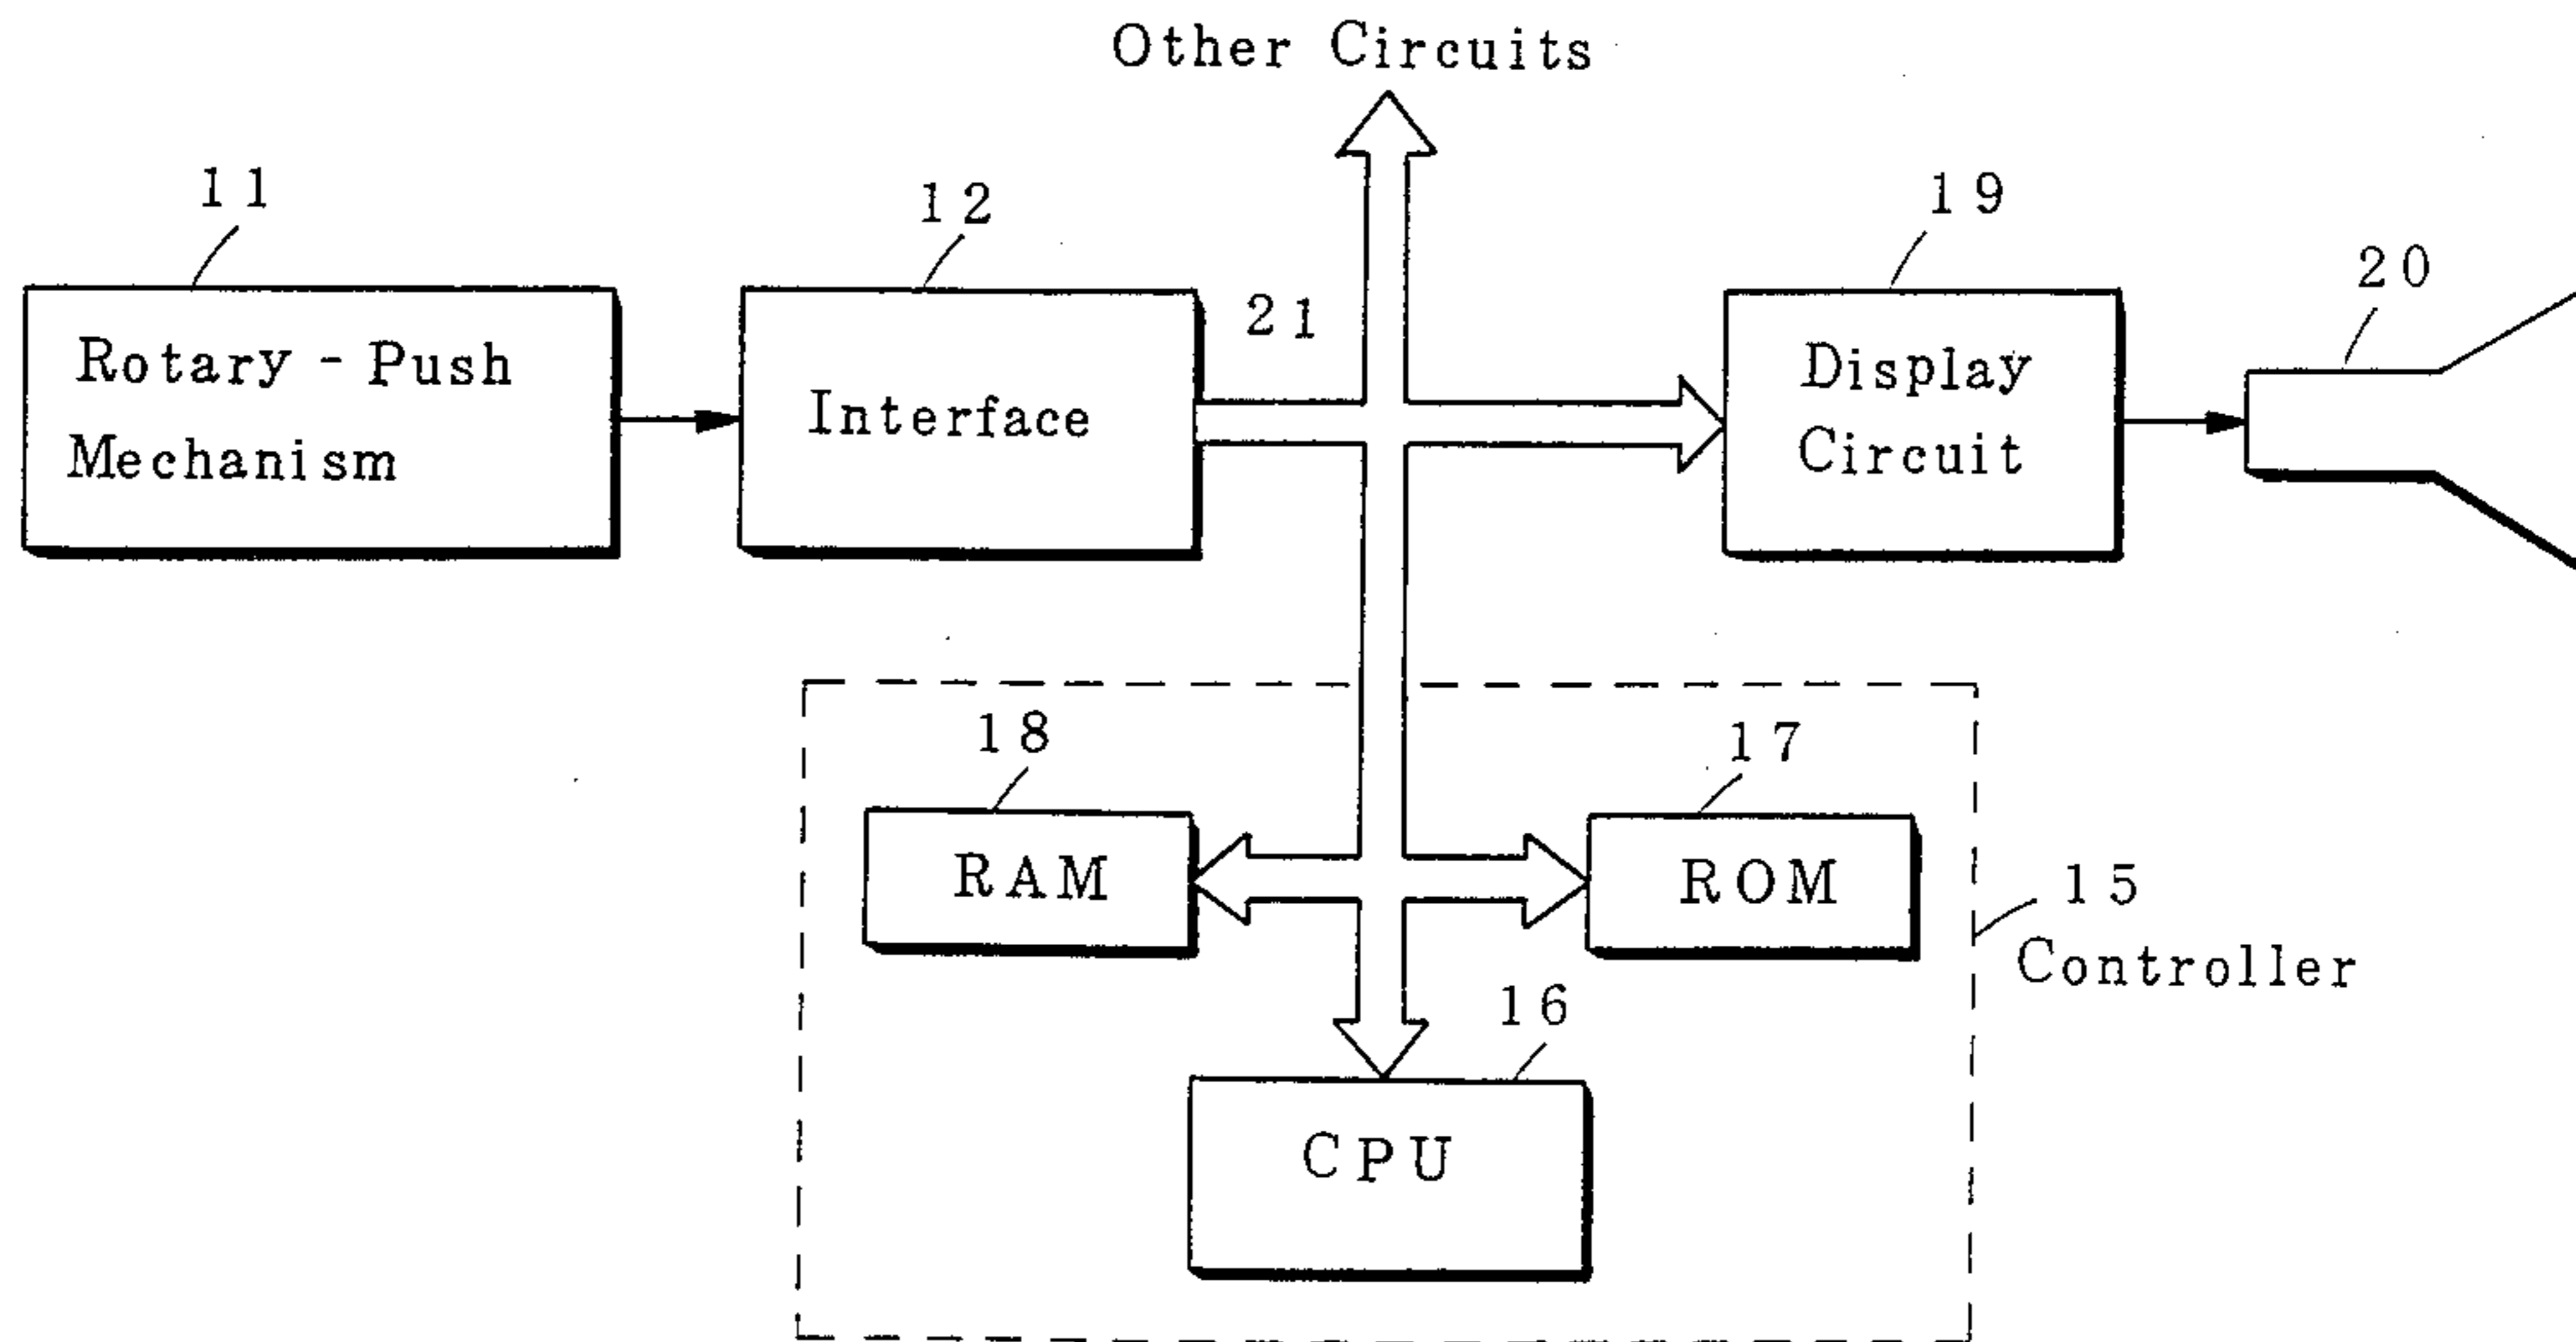 Other Circuits
11
12
19
20
21
Rotary - Push
Mechanism
Interface
Display
Circuit
18
17
RAM
ROM
15
Controller
16
CPU